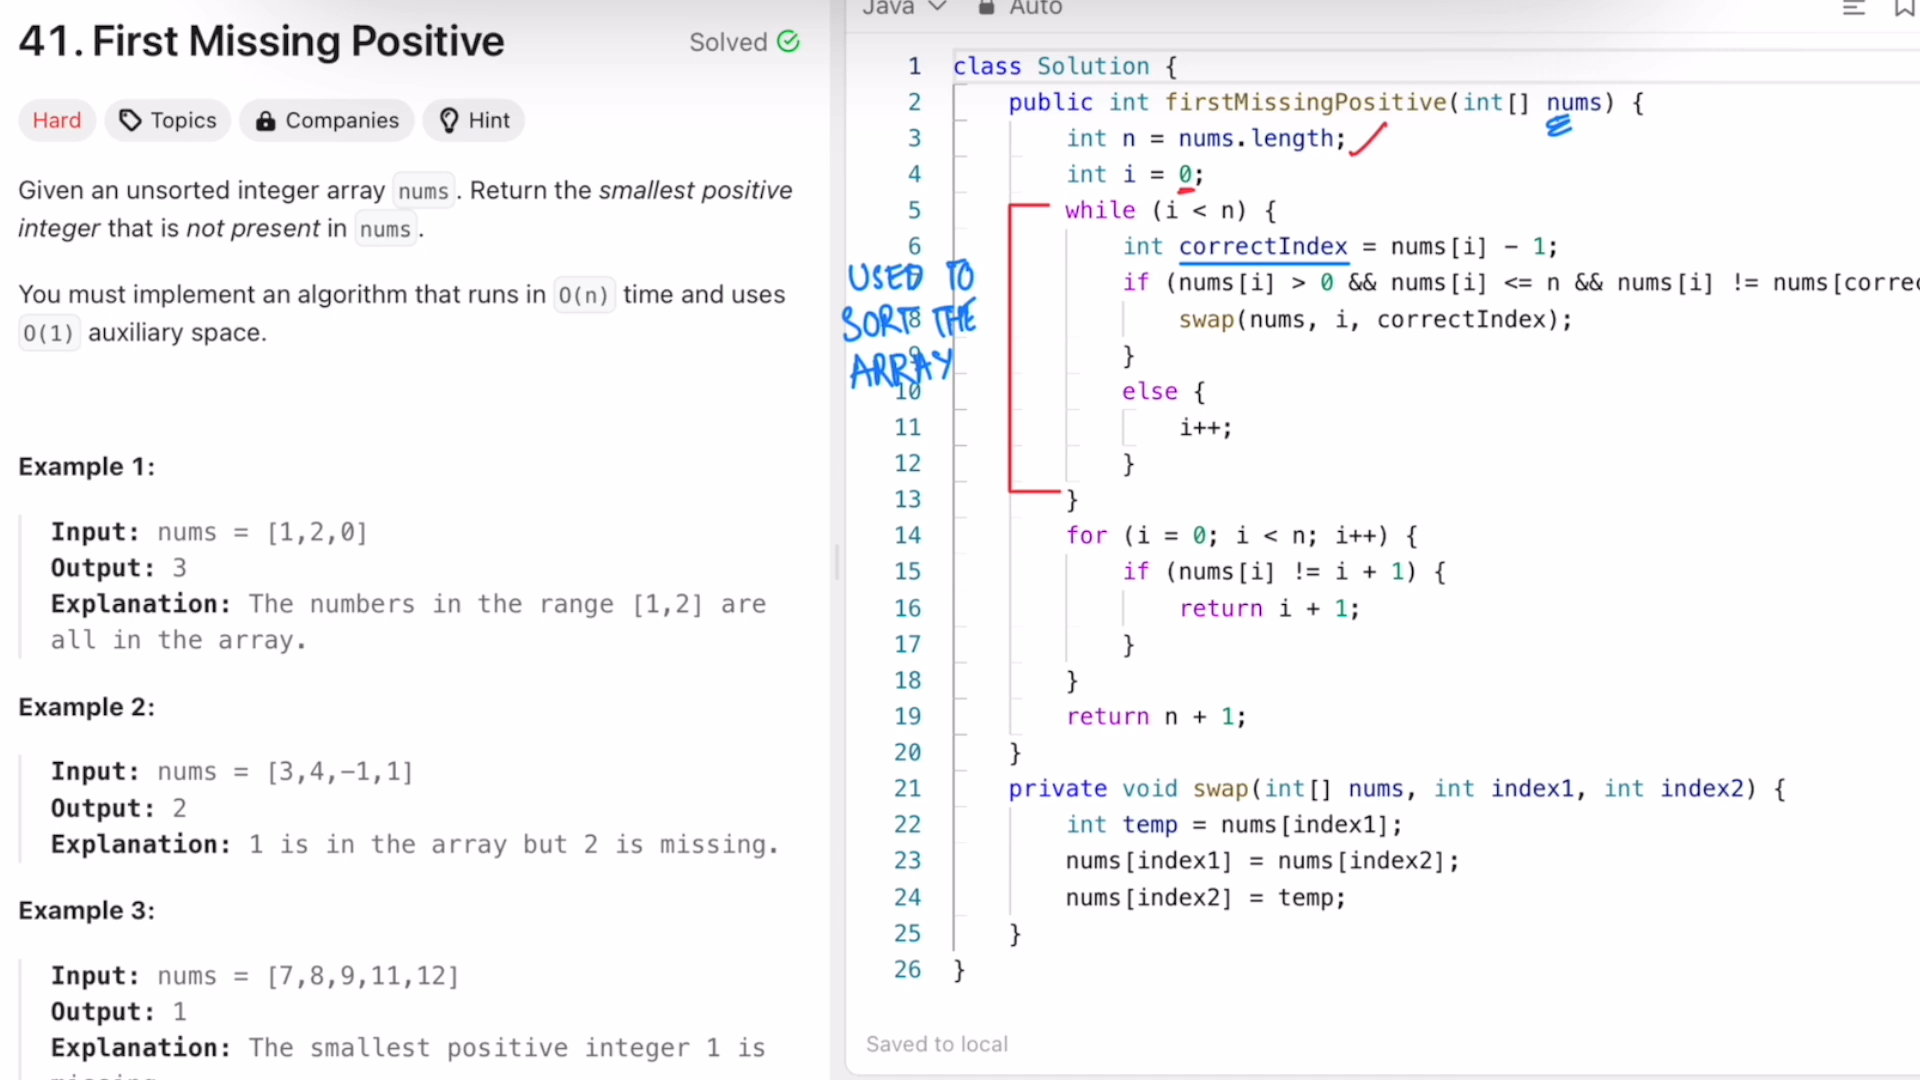 41. First Missing Positive
Solved
Hard
Topics
Companies
Hint
Given an unsorted integer array nums. Return the smallest positive
integer that is not present in nums.
You must implement an algorithm that runs in O(n) time and uses
O(1) auxiliary space.
Example 1:
Input: nums = [1,2,0]
Output: 3
Explanation: The numbers in the range [1,2] are
all in the array.
Example 2:
Input: nums = [3,4,-1,1]
Output: 2
Explanation: 1 is in the array but 2 is missing.
Example 3:
Input: nums = [7,8,9,11,12]
Output: 1
Explanation: The smallest positive integer 1 is
Java
Auto
1 class Solution {
2 public int firstMissingPositive(int[] nums) {
3 int n = nums.length;
4 int i = 0;
5 while (i < n) {
6 int correctIndex = nums[i] - 1;
if (nums[i] > 0 && nums[i] <= n && nums[i] != nums[correc
8 swap(nums, i, correctIndex);
9 }
10 else {
11 i++;
12 }
13 }
14 for (i = 0; i < n; i++) {
15 if (nums[i] != i + 1) {
16 return i + 1;
17 }
18 }
19 return n + 1;
20 }
21 private void swap(int[] nums, int index1, int index2) {
22 int temp = nums[index1];
23 nums[index1] = nums[index2];
24 nums[index2] = temp;
25 }
26 }
USED TO
SORT THE
ARRAY
Saved to local